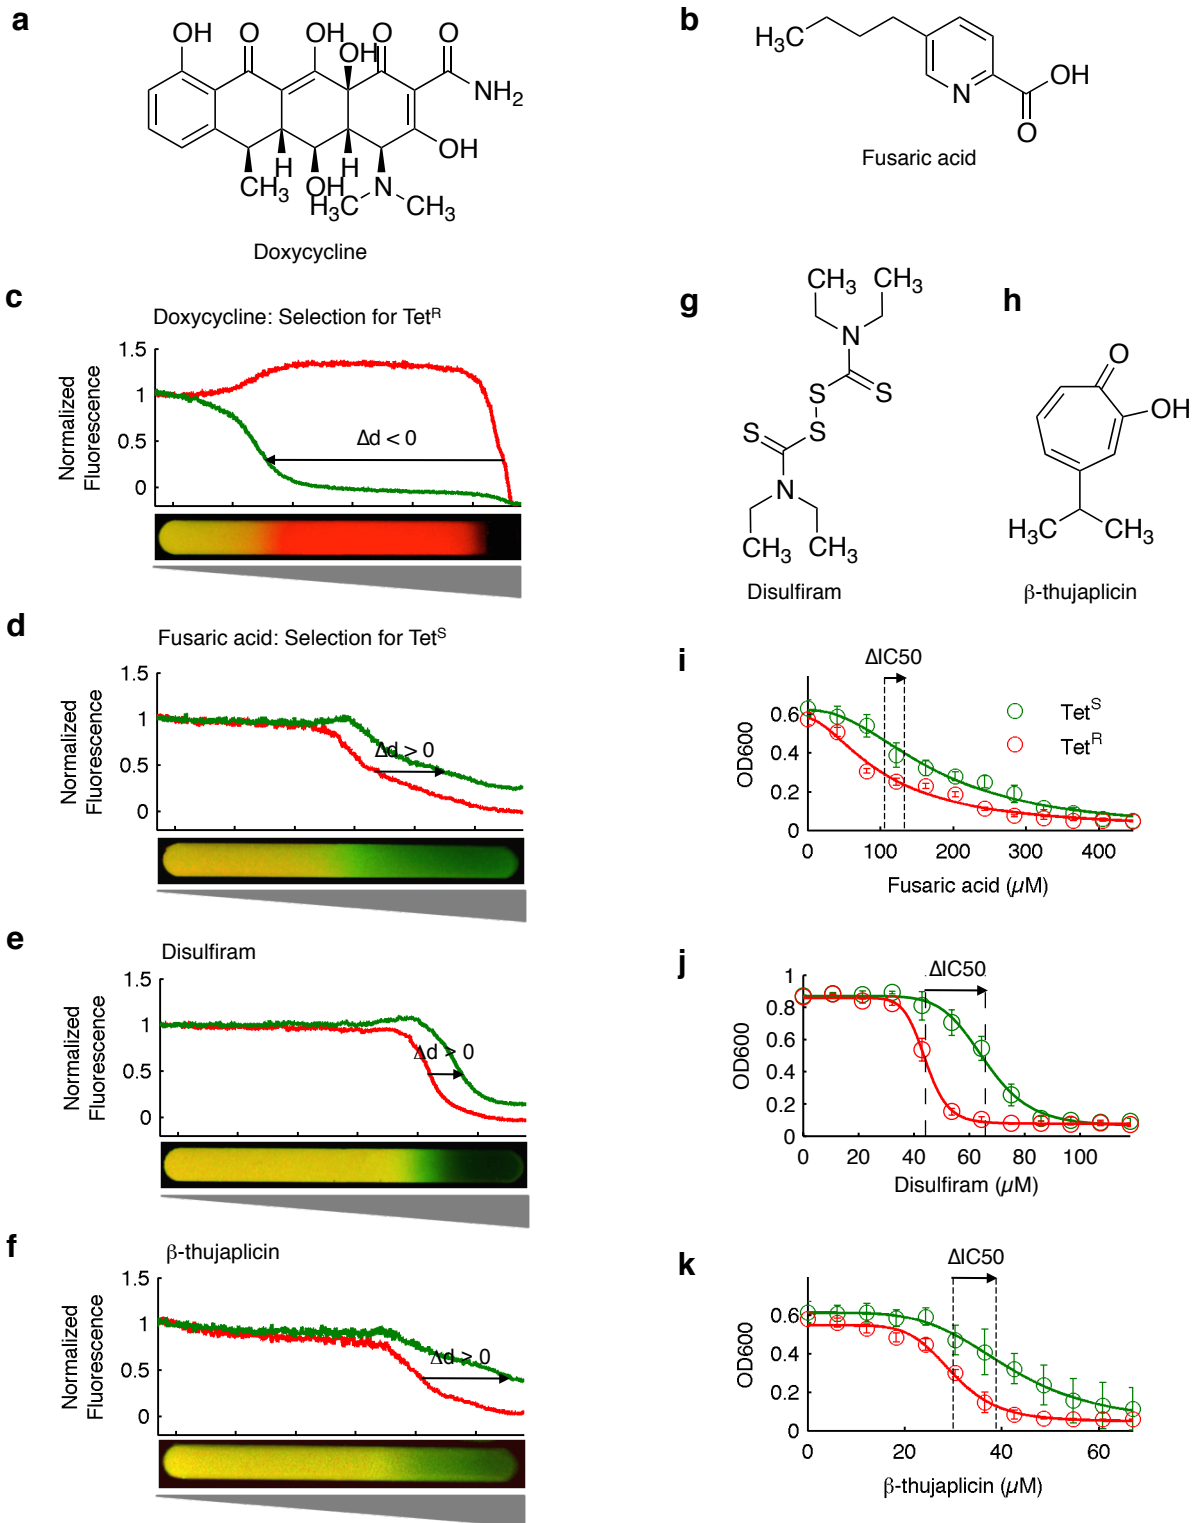 a
OH O OH OH O O
NH2
OH
H H
CH3 OH N
H3C CH3
Doxycycline
b
H3C
N OH
O
Fusaric acid
c
Doxycycline: Selection for TetR
Normalized
Fluorescence
1.5
1
0.5
0
Δd < 0
d
Fusaric acid: Selection for TetS
Normalized
Fluorescence
1.5
1
0.5
0
Δd > 0
e
Disulfiram
Normalized
Fluorescence
1.5
1
0.5
0
Δd > 0
f
β-thujaplicin
Normalized
Fluorescence
1.5
1
0.5
0
Δd > 0
g
CH3 CH3
N
S S
S S
N
CH3 CH3
Disulfiram
h
O
OH
H3C CH3
β-thujaplicin
i
ΔIC50
TetS
TetR
OD600
0.6
0.4
0.2
0
0 100 200 300 400
Fusaric acid (µM)
j
ΔIC50
OD600
1
0.8
0.6
0.4
0.2
0
0 20 40 60 80 100
Disulfiram (µM)
k
ΔIC50
OD600
0.6
0.4
0.2
0
0 20 40 60
β-thujaplicin (µM)